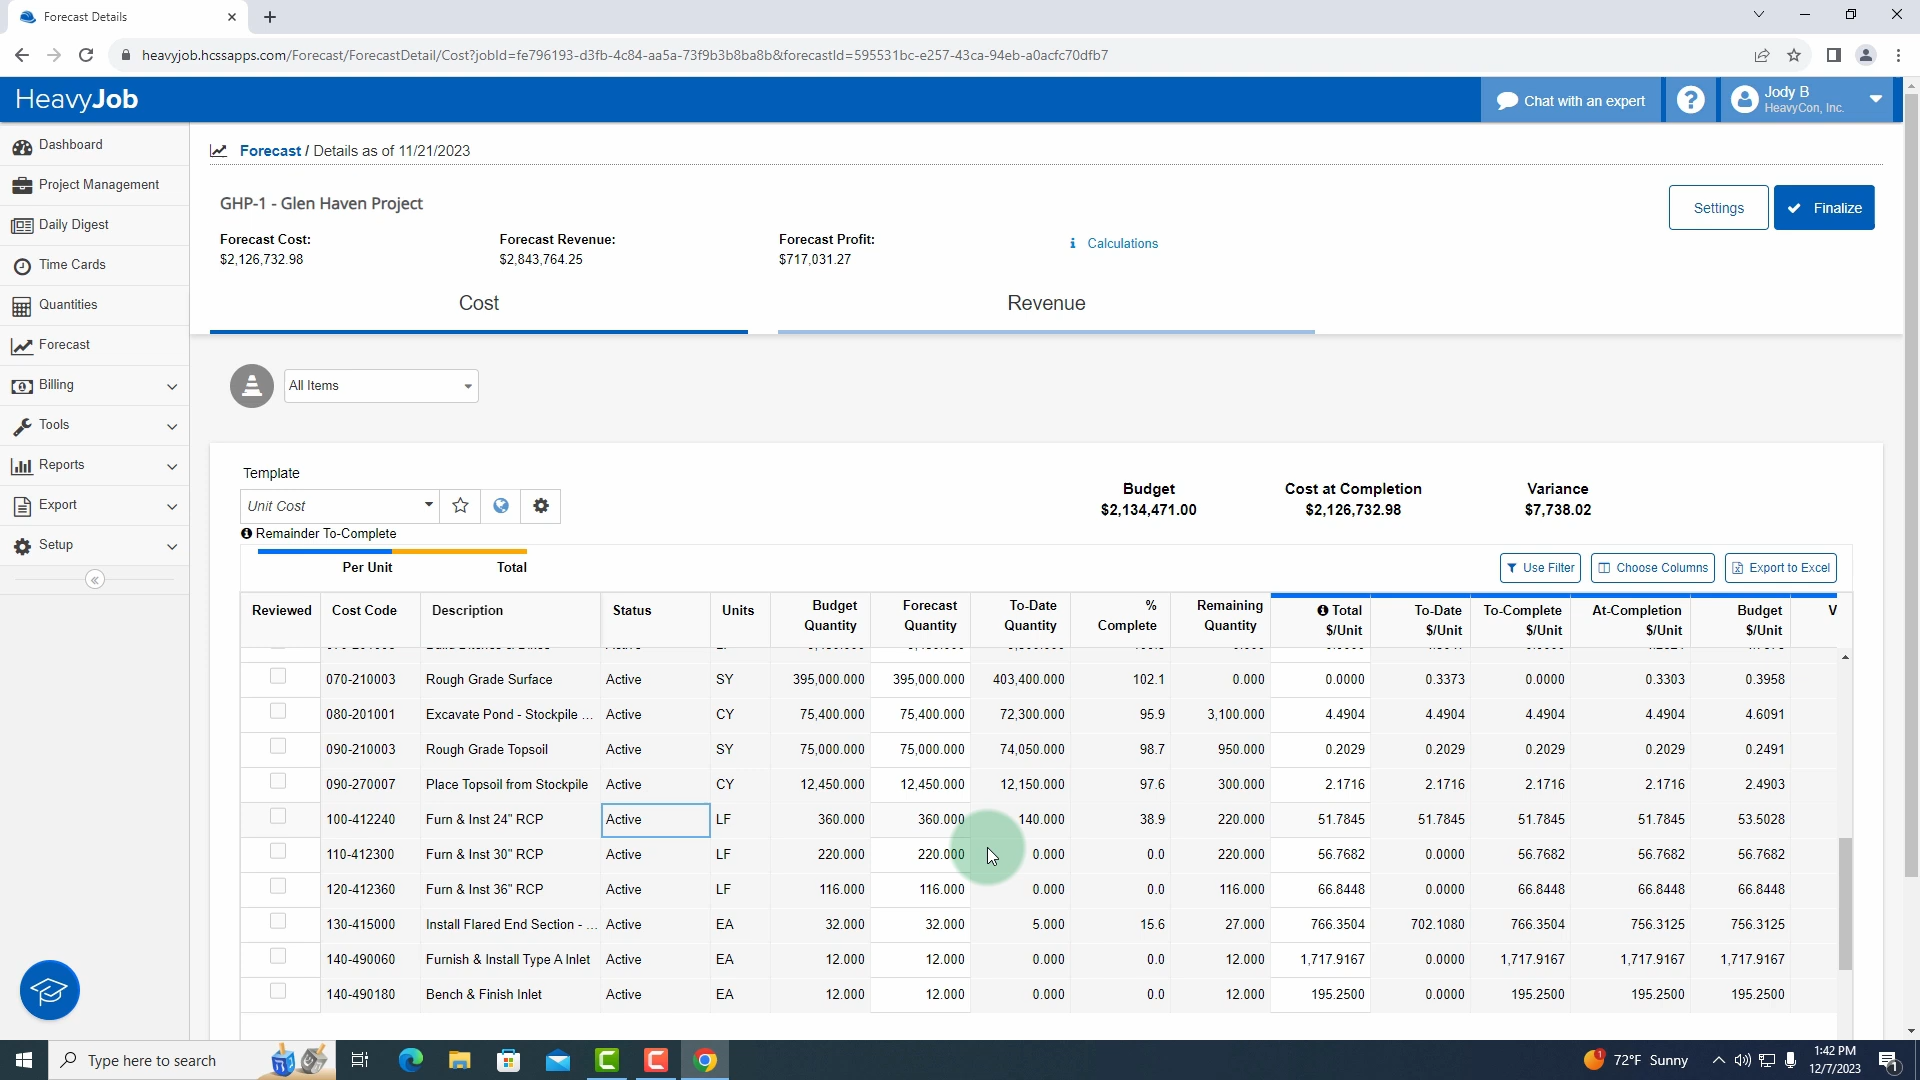 Forecast Details
heavyjob.hcssapps.com/Forecast/ForecastDetail/Cost?jobId=fe796193-d3fb-4c84-aa5a-73f9b3b8ba8b&forecastId=595531bc-e257-43ca-94eb-a0acfc70dfb7
HeavyJob
Chat with an expert
?
Jody B
HeavyCon, Inc.
Dashboard
Project Management
Daily Digest
Time Cards
Quantities
Forecast
Billing
Tools
Reports
Export
Setup
Forecast / Details as of 11/21/2023
GHP-1 - Glen Haven Project
Settings
Finalize
Forecast Cost: Forecast Revenue: Forecast Profit: Calculations
$2,126,732.98 $2,843,764.25 $717,031.27
Cost Revenue
All Items
Template
Unit Cost
Budget Cost at Completion Variance
$2,134,471.00 $2,126,732.98 $7,738.02
Remainder To-Complete
Per Unit Total
Use Filter Choose Columns Export to Excel
Reviewed Cost Code Description Status Units Budget Quantity Forecast Quantity To-Date Quantity % Complete Remaining Quantity Total $/Unit To-Date $/Unit To-Complete $/Unit At-Completion $/Unit Budget $/Unit V
070-210003 Rough Grade Surface Active SY 395,000.000 395,000.000 403,400.000 102.1 0.000 0.0000 0.3373 0.0000 0.3303 0.3958
080-201001 Excavate Pond - Stockpile ... Active CY 75,400.000 75,400.000 72,300.000 95.9 3,100.000 4.4904 4.4904 4.4904 4.4904 4.6091
090-210003 Rough Grade Topsoil Active SY 75,000.000 75,000.000 74,050.000 98.7 950.000 0.2029 0.2029 0.2029 0.2029 0.2491
090-270007 Place Topsoil from Stockpile Active CY 12,450.000 12,450.000 12,150.000 97.6 300.000 2.1716 2.1716 2.1716 2.1716 2.4903
100-412240 Furn & Inst 24" RCP Active LF 360.000 360.000 140.000 38.9 220.000 51.7845 51.7845 51.7845 51.7845 53.5028
110-412300 Furn & Inst 30" RCP Active LF 220.000 220.000 0.000 0.0 220.000 56.7682 0.0000 56.7682 56.7682 56.7682
120-412360 Furn & Inst 36" RCP Active LF 116.000 116.000 0.000 0.0 116.000 66.8448 0.0000 66.8448 66.8448 66.8448
130-415000 Install Flared End Section - ... Active EA 32.000 32.000 5.000 15.6 27.000 766.3504 702.1080 766.3504 756.3125 756.3125
140-490060 Furnish & Install Type A Inlet Active EA 12.000 12.000 0.000 0.0 12.000 1,717.9167 0.0000 1,717.9167 1,717.9167 1,717.9167
140-490180 Bench & Finish Inlet Active EA 12.000 12.000 0.000 0.0 12.000 195.2500 0.0000 195.2500 195.2500 195.2500
Type here to search
72°F Sunny
1:42 PM
12/7/2023